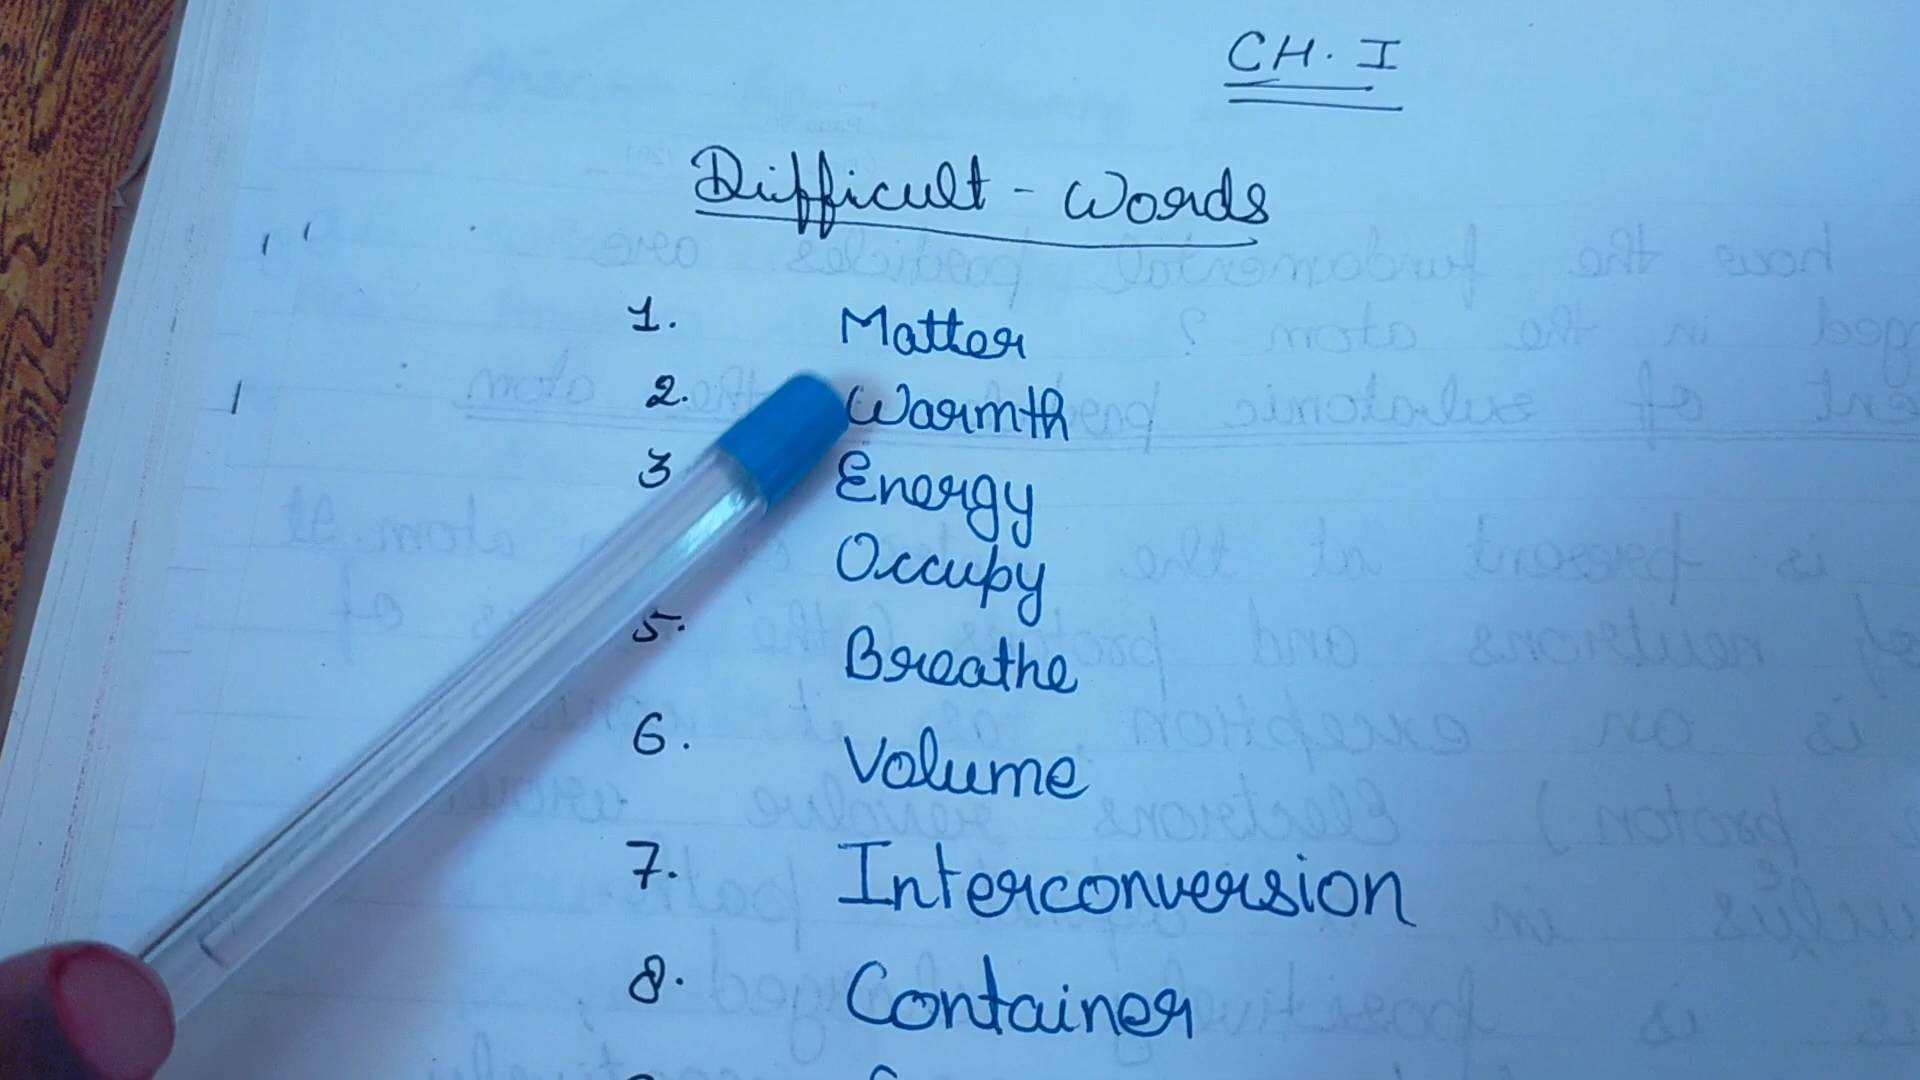 CH. I
Difficult - Words
1. Matter
2. Warmth
3 Energy
Occupy
5. Breathe
6. Volume
7. Interconversion
8. Container